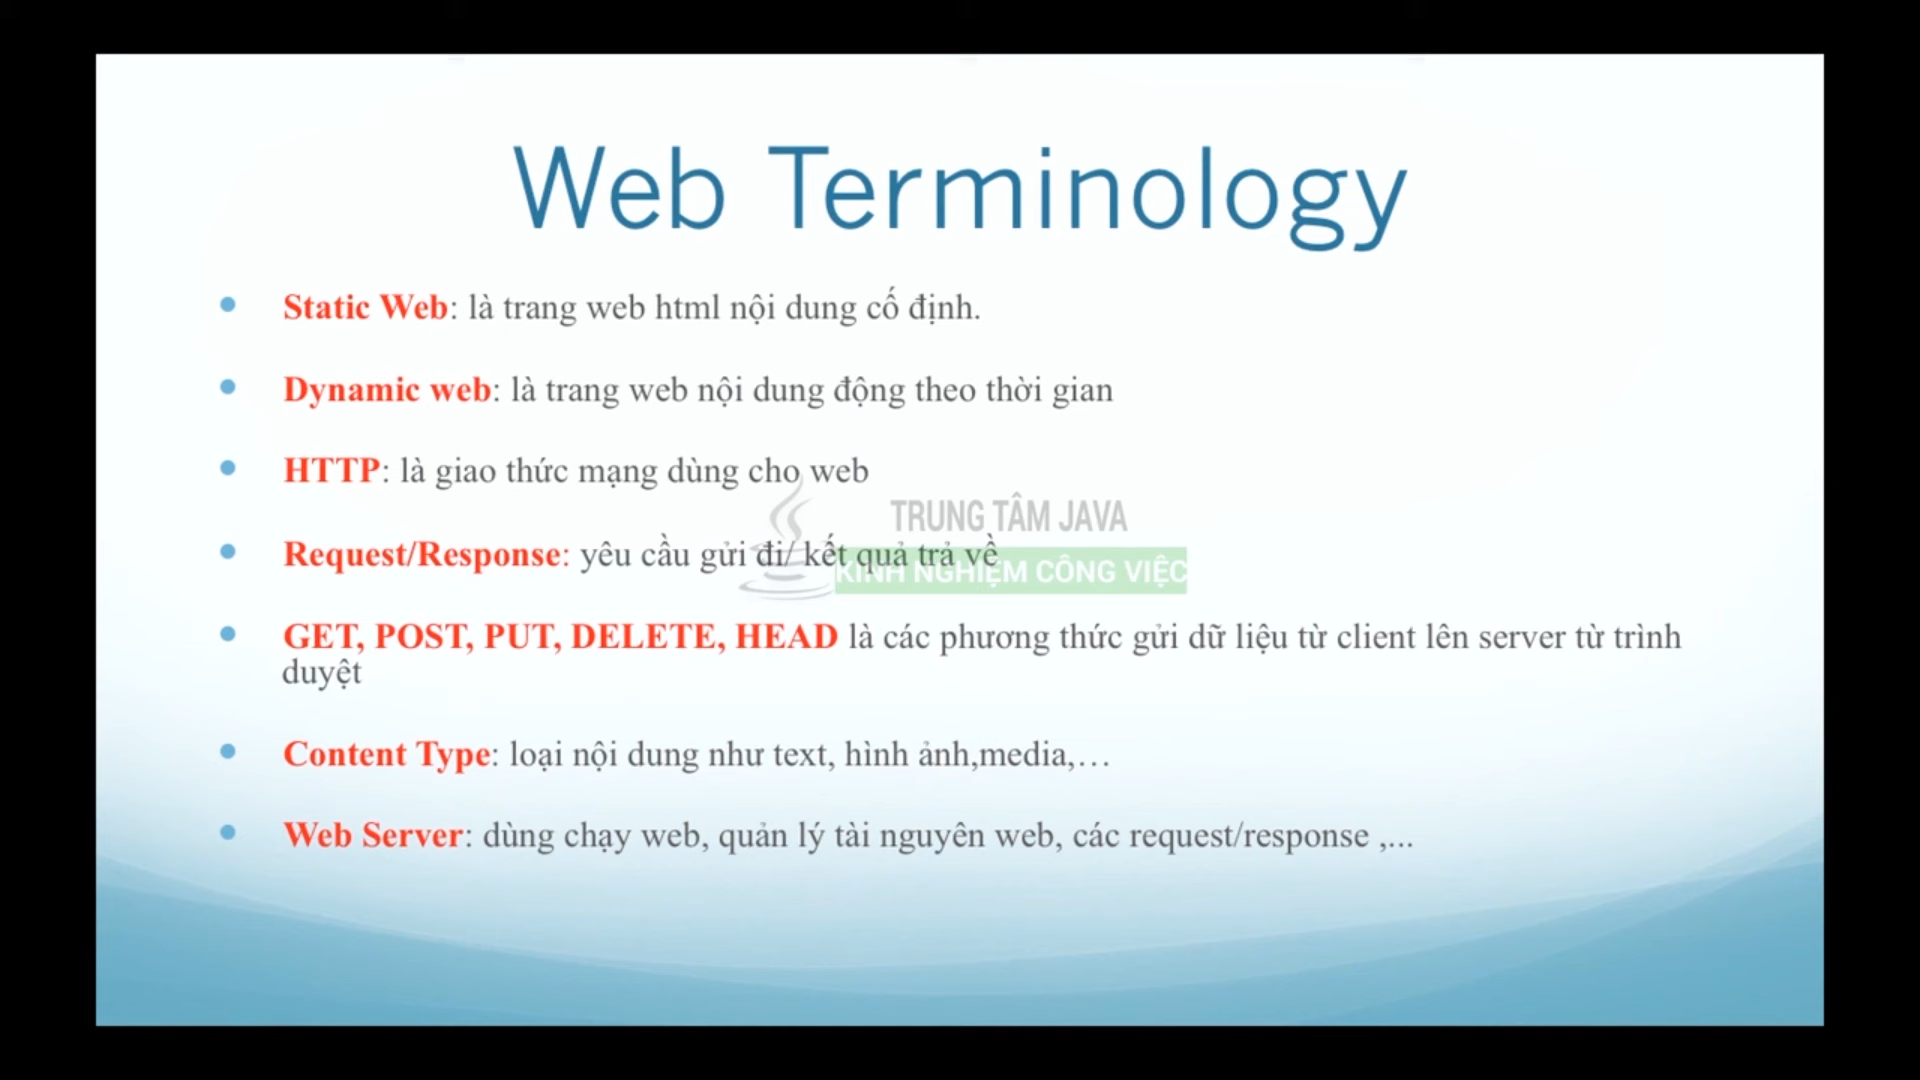 Web Terminology
Static Web: là trang web html nội dung cố định.
Dynamic web: là trang web nội dung động theo thời gian
HTTP: là giao thức mạng dùng cho web
TRUNG TÂM JAVA
Request/Response: yêu cầu gửi đi/ kết quả trả về
KINH NGHIỆM CÔNG VIỆC
GET, POST, PUT, DELETE, HEAD là các phương thức gửi dữ liệu từ client lên server từ trình
duyệt
Content Type: loại nội dung như text, hình ảnh,media,…
Web Server: dùng chạy web, quản lý tài nguyên web, các request/response ,...